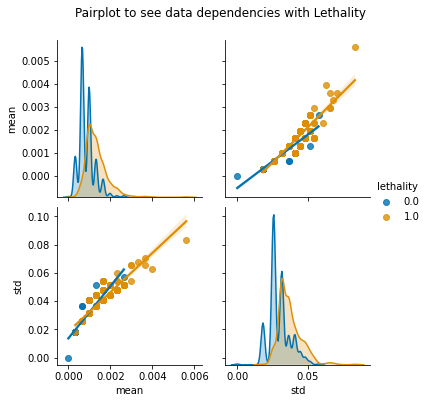 Pairplot to see data dependencies with Lethality
0.005
0.004
0.003
0.002
0.001
0.000
mean
lethality
0.0
1.0
0.10
0.08
0.06
0.04
0.02
0.00
std
0.000 0.002 0.004 0.006
mean
0.00 0.05
std